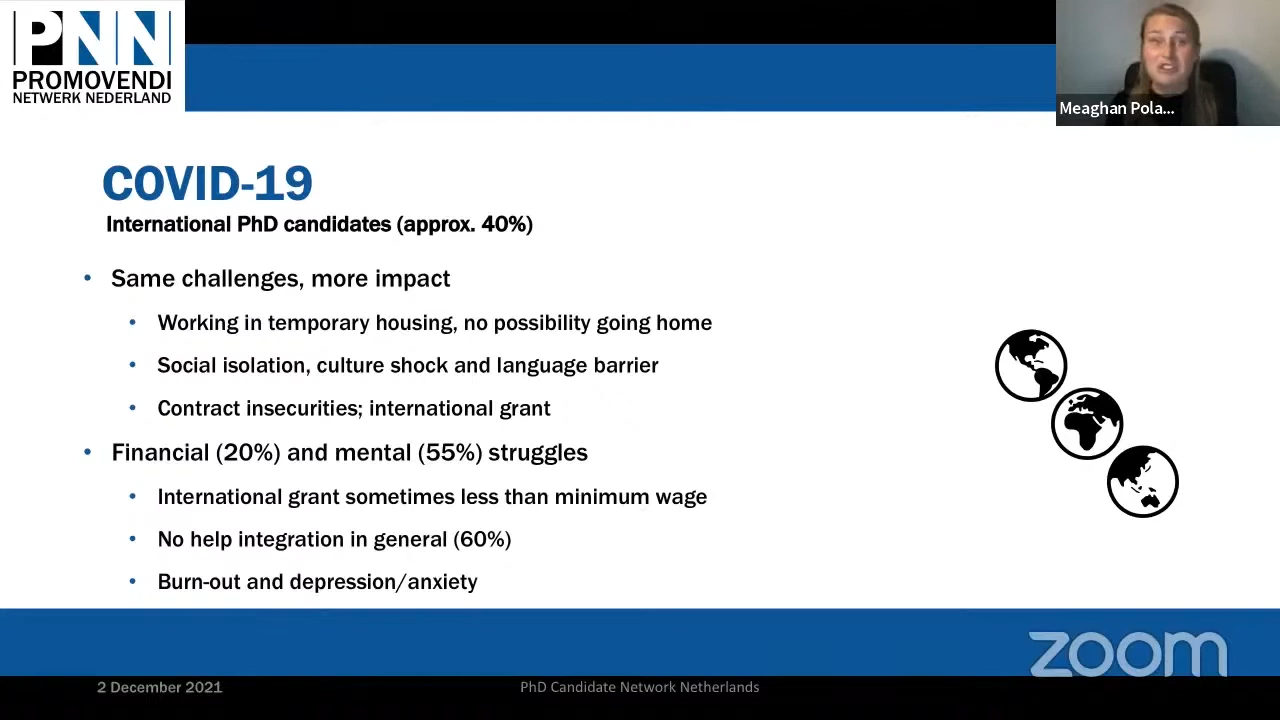 PNN
PROMOVENDI
NETWERK NEDERLAND
Meaghan Pola...
COVID-19
International PhD candidates (approx. 40%)
• Same challenges, more impact
• Working in temporary housing, no possibility going home
• Social isolation, culture shock and language barrier
• Contract insecurities; international grant
• Financial (20%) and mental (55%) struggles
• International grant sometimes less than minimum wage
• No help integration in general (60%)
• Burn-out and depression/anxiety
zoom
2 December 2021
PhD Candidate Network Netherlands